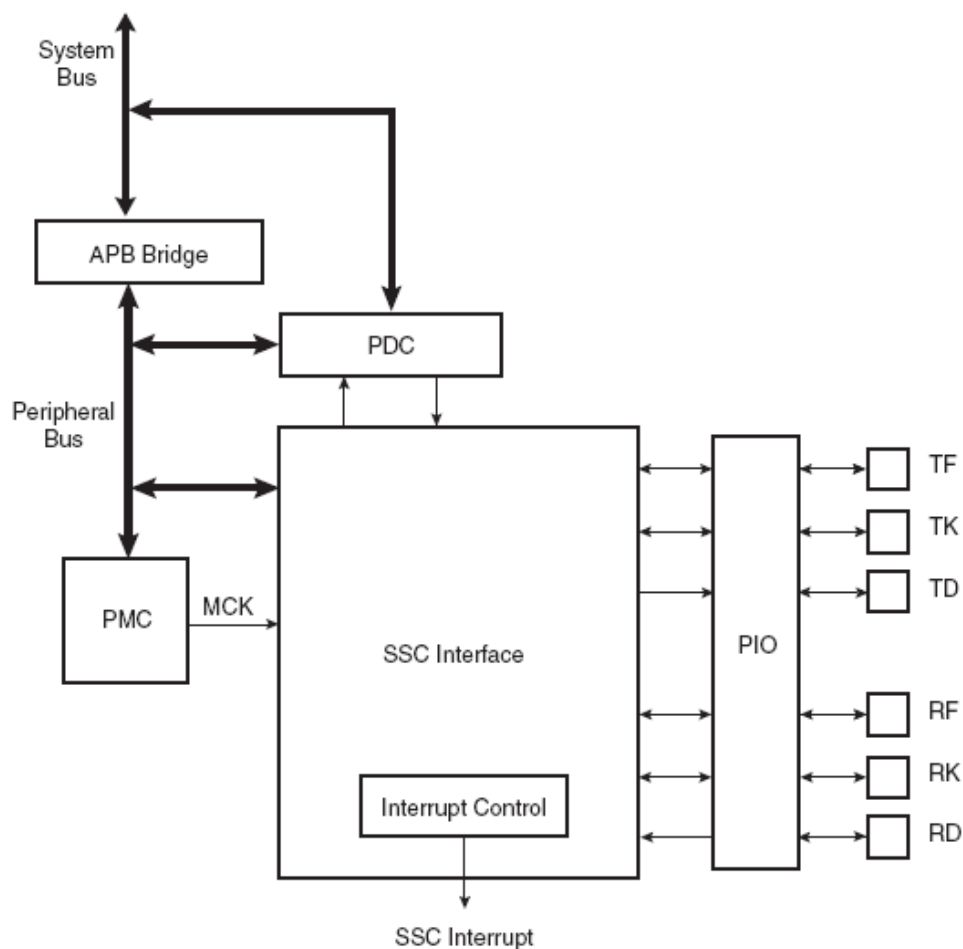 System
Bus
APB Bridge
PDC
Peripheral
Bus
TF
TK
PMC
MCK
TD
SSC Interface
PIO
RF
RK
Interrupt Control
RD
SSC Interrupt